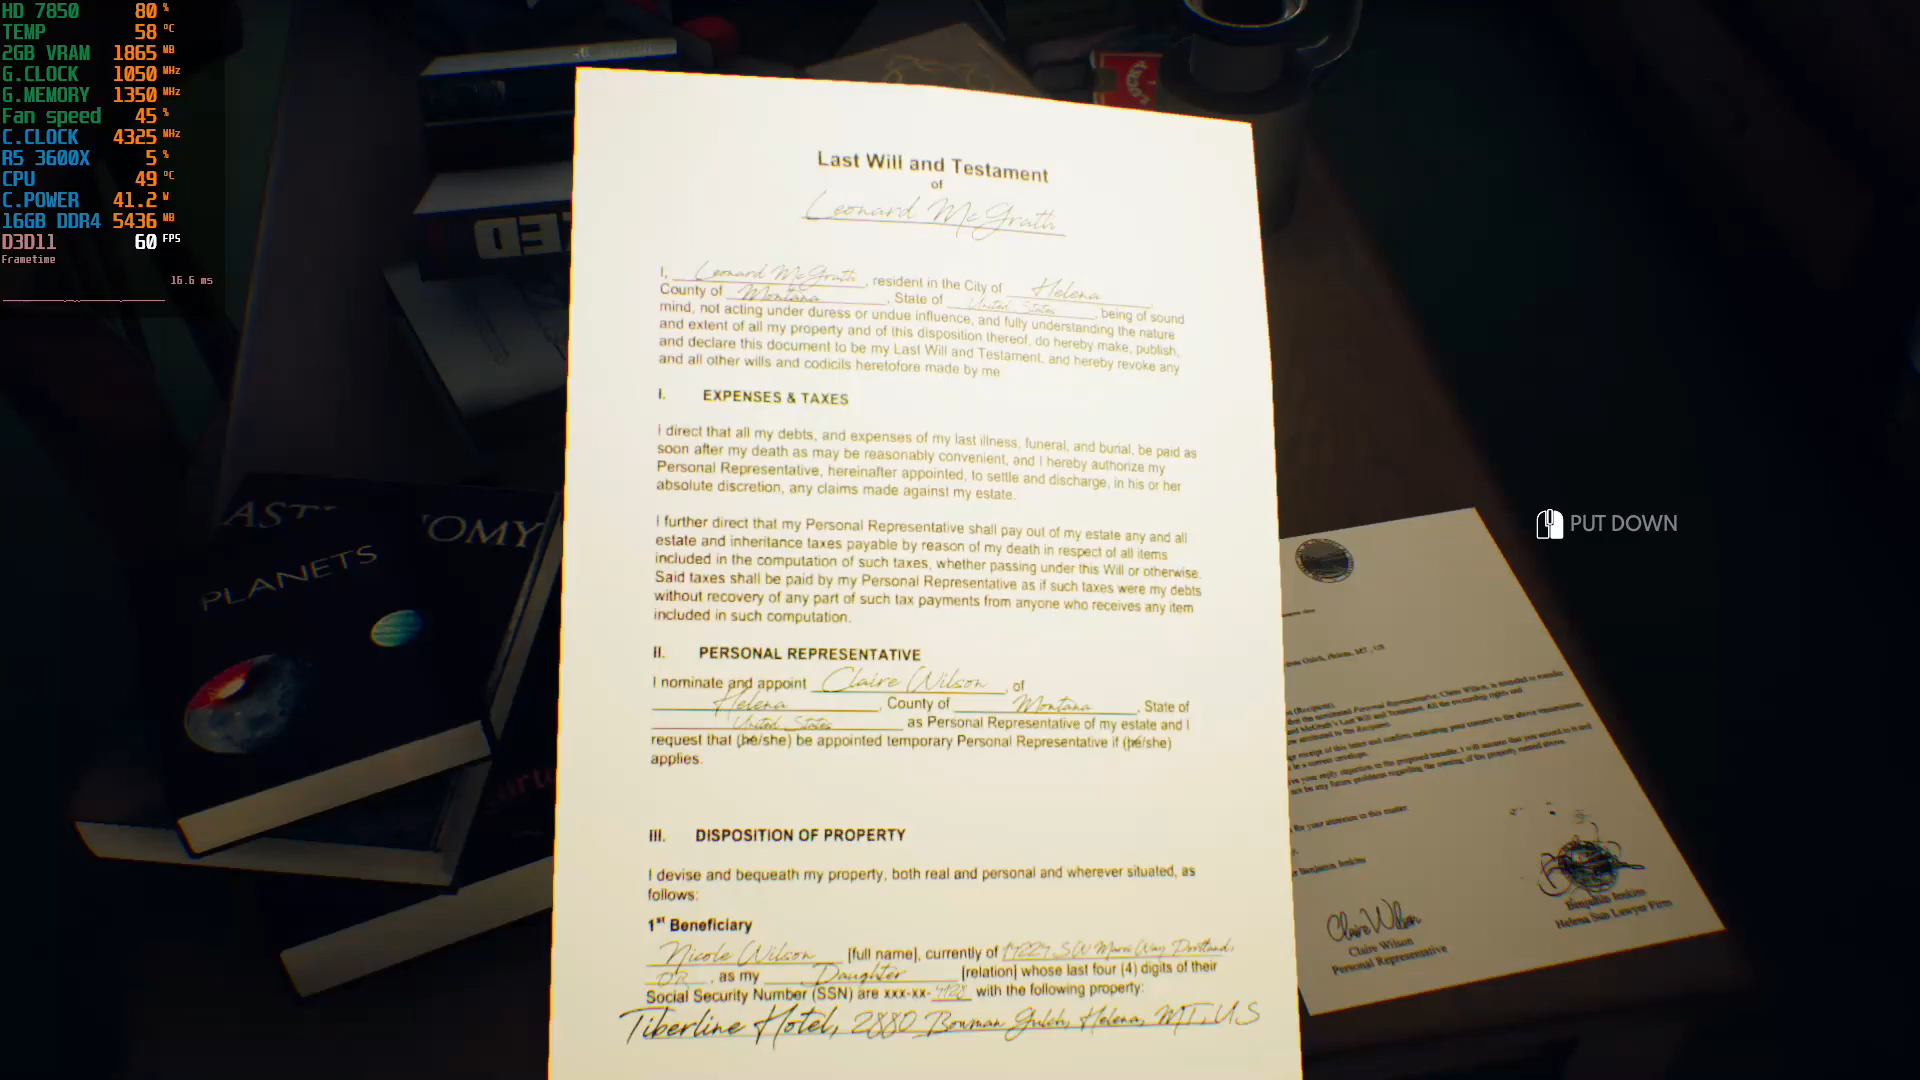 HD 7850 80 %
TEMP 58 °C
2GB VRAM 1865 MB
G.CLOCK 1050 MHz
G.MEMORY 1350 MHz
Fan speed 45 %
C.CLOCK 4325 MHz
R5 3600X 5 %
CPU 49 °C
C.POWER 41.2 W
16GB DDR4 5436 MB
D3D11 60 FPS
Frametime
16.6 ms
Last Will and Testament
of
Leonard McGrath
I, Leonard McGrath, resident in the City of Helena
County of Montana, State of United States, being of sound
mind, not acting under duress or undue influence, and fully understanding the nature
and extent of all my property and of this disposition thereof, do hereby make, publish,
and declare this document to be my Last Will and Testament, and hereby revoke any
and all other wills and codicils heretofore made by me
I. EXPENSES & TAXES
I direct that all my debts, and expenses of my last illness, funeral, and burial, be paid as
soon after my death as may be reasonably convenient, and I hereby authorize my
Personal Representative, hereinafter appointed, to settle and discharge, in his or her
absolute discretion, any claims made against my estate.
I further direct that my Personal Representative shall pay out of my estate any and all
estate and inheritance taxes payable by reason of my death in respect of all items
included in the computation of such taxes, whether passing under this Will or otherwise.
Said taxes shall be paid by my Personal Representative as if such taxes were my debts
without recovery of any part of such tax payments from anyone who receives any item
included in such computation.
II. PERSONAL REPRESENTATIVE
I nominate and appoint Claire Wilson, of
Helena, County of Montana, State of
United States as Personal Representative of my estate and I
request that (he/she) be appointed temporary Personal Representative if (he/she)
applies.
III. DISPOSITION OF PROPERTY
I devise and bequeath my property, both real and personal and wherever situated, as
follows:
1st Beneficiary
Nicole Wilson [full name], currently of SW Way Portland,
OR, as my Daughter [relation] whose last four (4) digits of their
Social Security Number (SSN) are xxx-xx- with the following property:
Tiberline Hotel, 2880 Bowman Gulch, Helena, MT, US
PUT DOWN
PLANETS
Claire Wilson
Claire Wilson
Personal Representative
Benjamin Jenkins
Benjamin Jenkins
Helena Sun Lawyer Firm